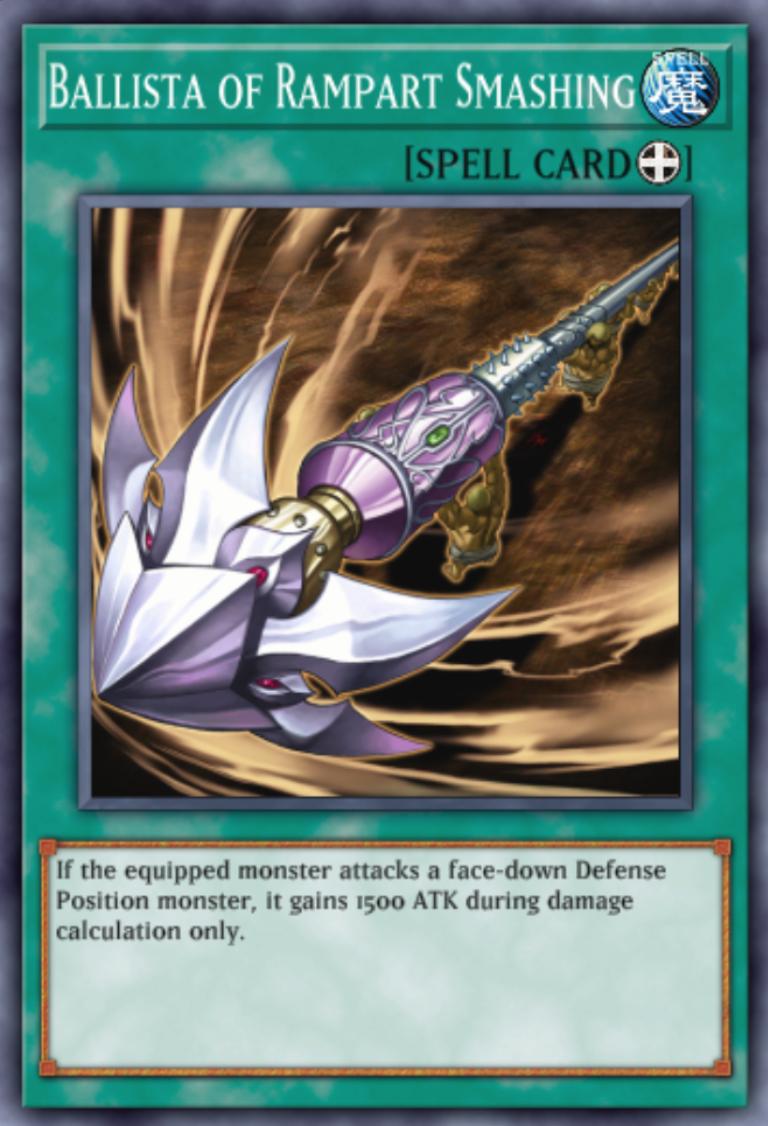 BALLISTA OF RAMPART SMASHING
SPELL
魔
[SPELL CARD]
If the equipped monster attacks a face-down Defense
Position monster, it gains 1500 ATK during damage
calculation only.